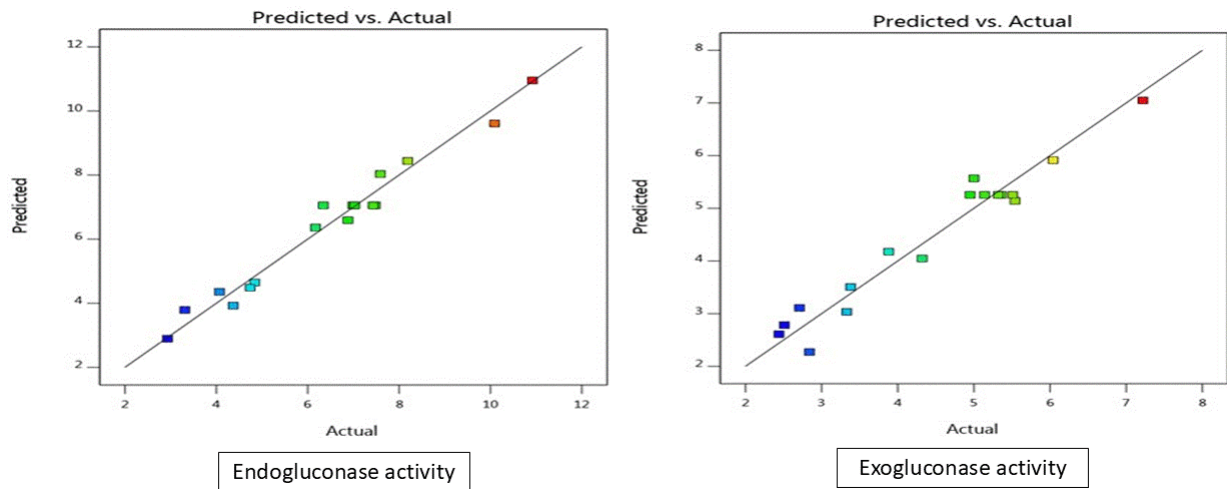 Predicted vs. Actual
12
10
8
6
4
2
Predicted
2 4 6 8 10 12
Actual
Endogluconase activity
Predicted vs. Actual
8
7
6
5
4
3
2
Predicted
2 3 4 5 6 7 8
Actual
Exogluconase activity